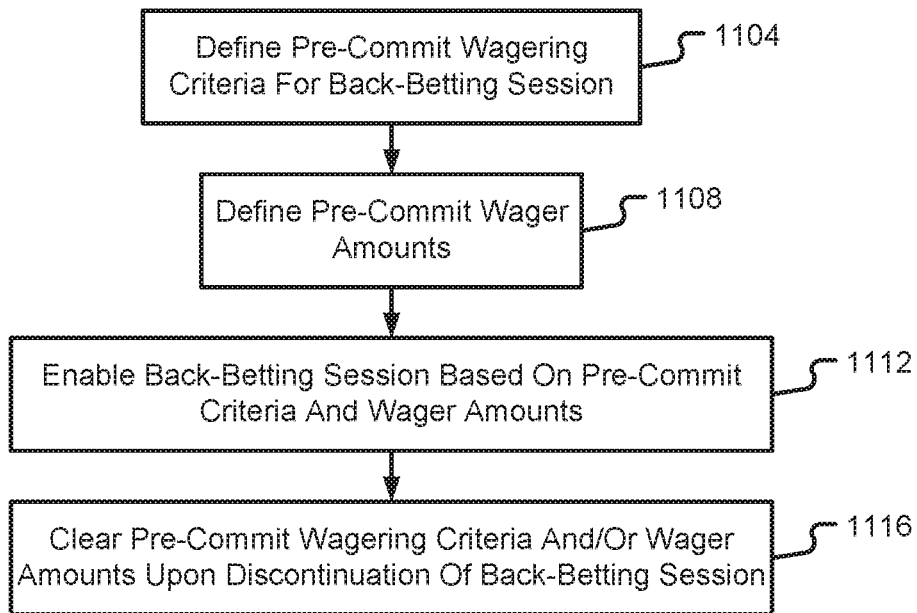 Define Pre-Commit Wagering
Criteria For Back-Betting Session
1104
Define Pre-Commit Wager
Amounts
1108
Enable Back-Betting Session Based On Pre-Commit
Criteria And Wager Amounts
1112
Clear Pre-Commit Wagering Criteria And/Or Wager
Amounts Upon Discontinuation Of Back-Betting Session
1116